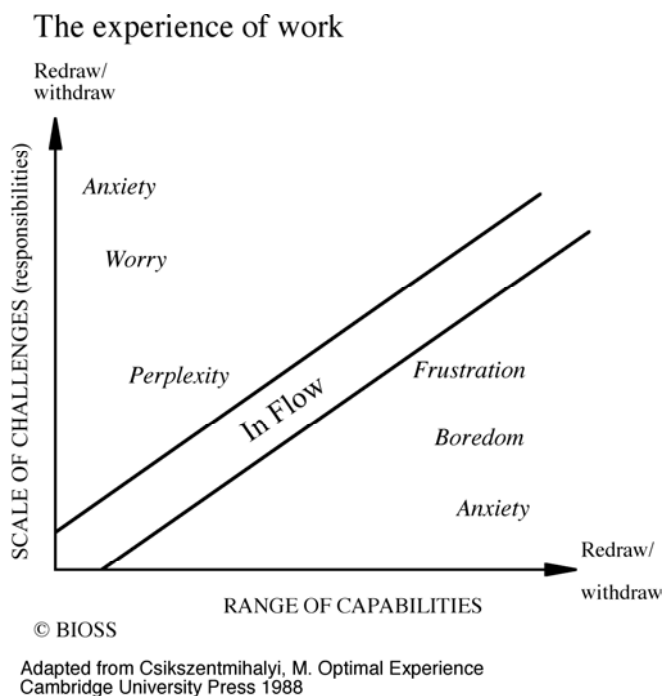 The experience of work
Redraw/
withdraw
SCALE OF CHALLENGES (responsibilities)
Anxiety
Worry
Perplexity
In Flow
Frustration
Boredom
Anxiety
Redraw/
withdraw
RANGE OF CAPABILITIES
© BIOSS
Adapted from Csikszentmihalyi, M. Optimal Experience
Cambridge University Press 1988